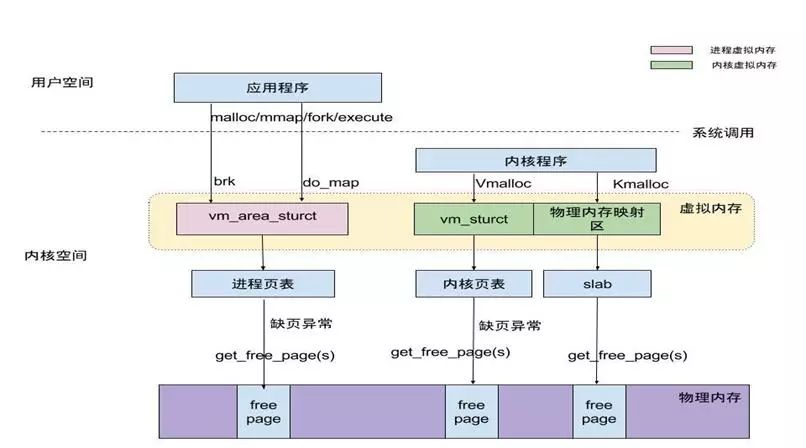 进程虚拟内存
内核虚拟内存
用户空间
应用程序
malloc/mmap/fork/execute
系统调用
内核程序
brk
do_map
Vmalloc
Kmalloc
虚拟内存
vm_area_sturct
vm_sturct
物理内存映射
区
内核空间
进程页表
内核页表
slab
缺页异常
缺页异常
get_free_page(s)
get_free_page(s)
get_free_page(s)
物理内存
free
page
free
page
free
page